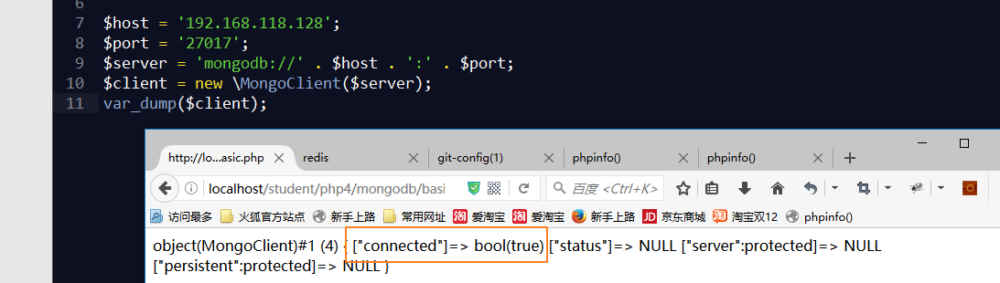 6
7 $host = '192.168.118.128';
8 $port = '27017';
9 $server = 'mongodb://' . $host . ':' . $port;
10 $client = new \MongoClient($server);
11 var_dump($client);
http://lo...asic.php redis git-config(1) phpinfo() phpinfo()
localhost/student/php4/mongodb/basi 百度 <Ctrl+K>
访问最多 火狐官方站点 新手上路 常用网址 爱淘宝 爱淘宝 新手上路 JD 京东商城 淘 淘宝双12 phpinfo()
object(MongoClient)#1 (4) { ["connected"]=> bool(true) ["status"]=> NULL ["server":protected]=> NULL
["persistent":protected]=> NULL }